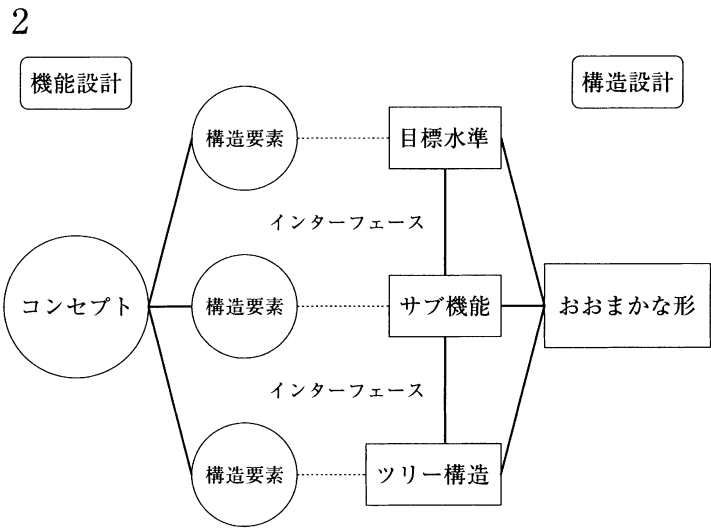 2
機能設計
構造設計
構造要素
目標水準
インターフェース
コンセプト
構造要素
サブ機能
おおまかな形
インターフェース
構造要素
ツリー構造